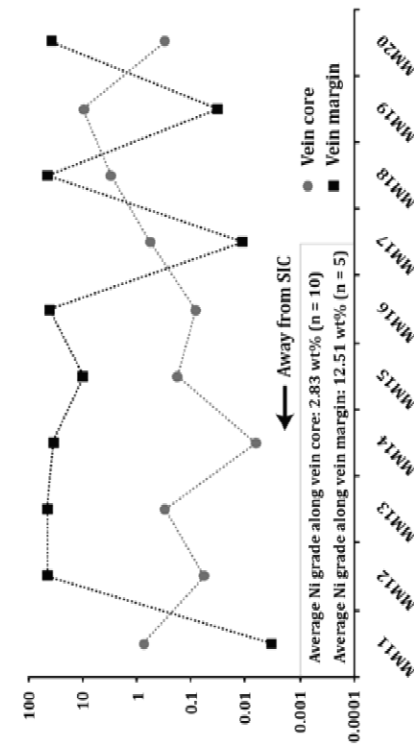 100
10
1
0.1
0.01
0.001
0.0001
Vein core
Vein margin
Away from SIC
Average Ni grade along vein core: 2.83 wt% (n = 10)
Average Ni grade along vein margin: 12.51 wt% (n = 5)
MM11
MM12
MM13
MM14
MM15
MM16
MM17
MM18
MM19
MM20